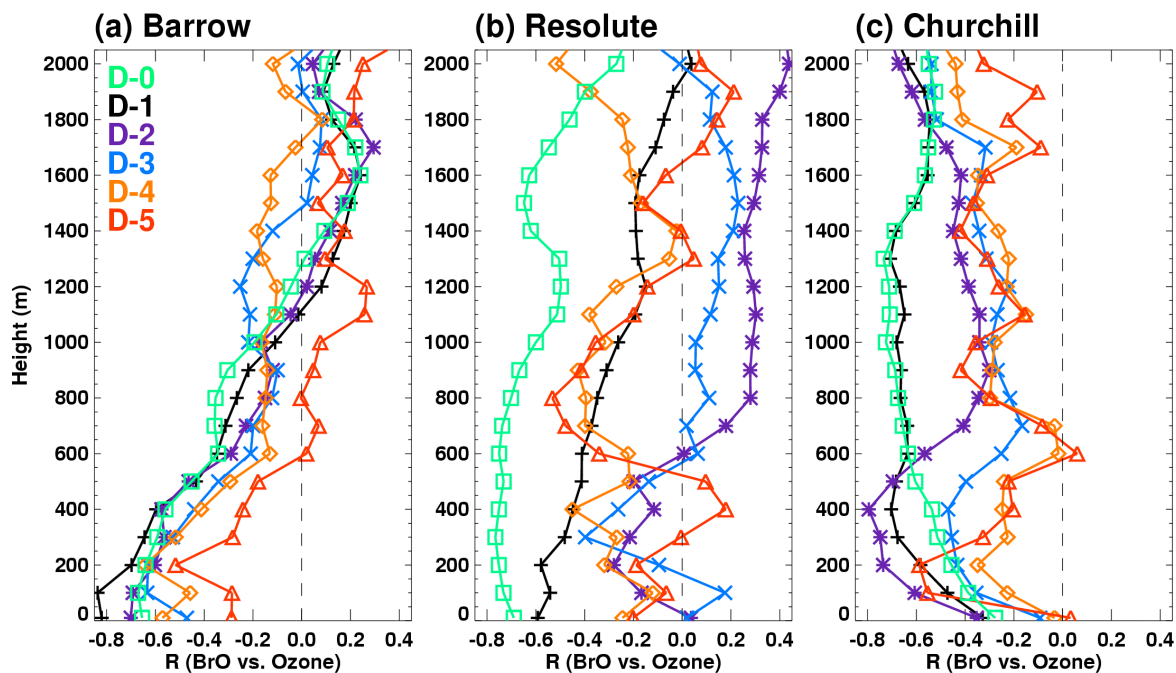 (a) Barrow (b) Resolute (c) Churchill
D-0
D-1
D-2
D-3
D-4
D-5
Height (m)
2000 2000 2000
1800 1800 1800
1600 1600 1600
1400 1400 1400
1200 1200 1200
1000 1000 1000
800 800 800
600 600 600
400 400 400
200 200 200
0 0 0
-0.8 -0.6 -0.4 -0.2 0.0 0.2 0.4 -0.8 -0.6 -0.4 -0.2 0.0 0.2 0.4 -0.8 -0.6 -0.4 -0.2 0.0 0.2 0.4
R (BrO vs. Ozone) R (BrO vs. Ozone) R (BrO vs. Ozone)